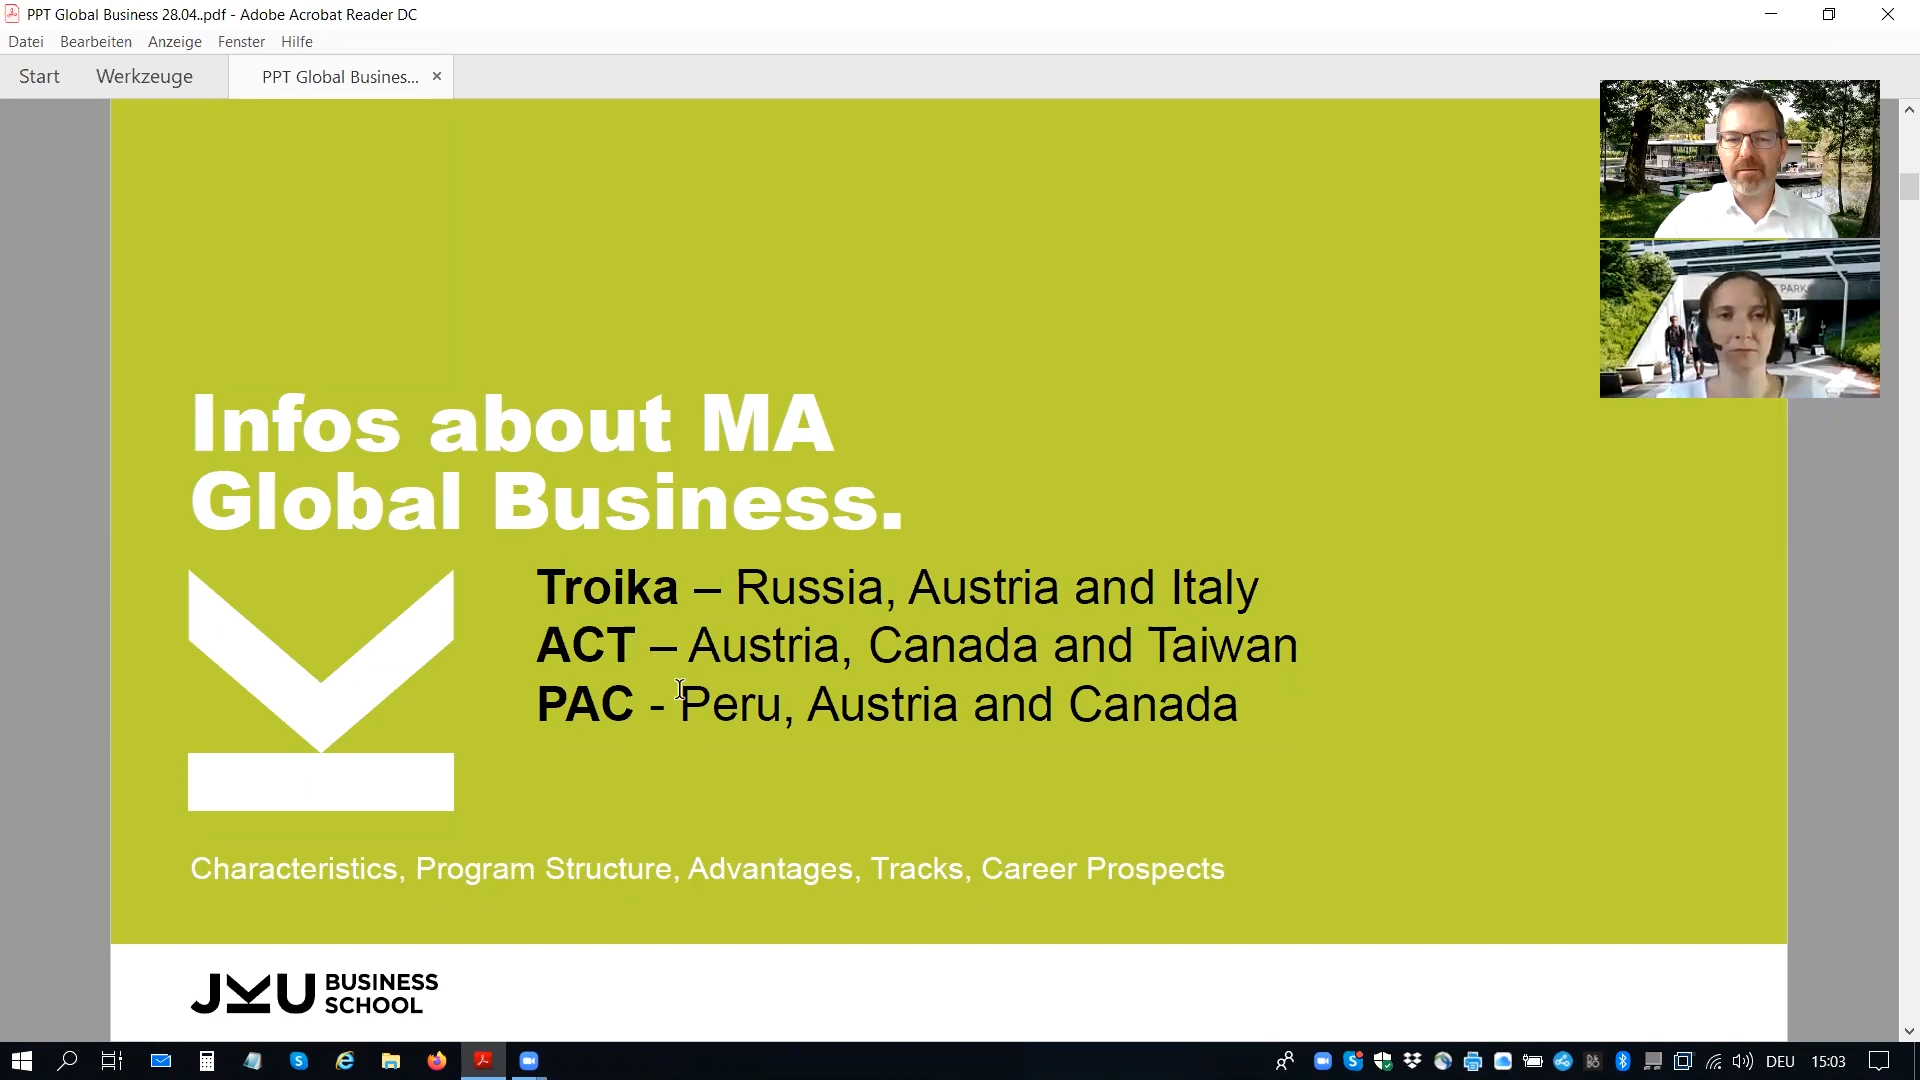 PPT Global Business 28.04..pdf - Adobe Acrobat Reader DC
Datei Bearbeiten Anzeige Fenster Hilfe
Start Werkzeuge PPT Global Busines... ×
PARK
Infos about MA
Global Business.
Troika – Russia, Austria and Italy
ACT – Austria, Canada and Taiwan
PAC - Peru, Austria and Canada
Characteristics, Program Structure, Advantages, Tracks, Career Prospects
JKU BUSINESS
SCHOOL
DEU 15:03